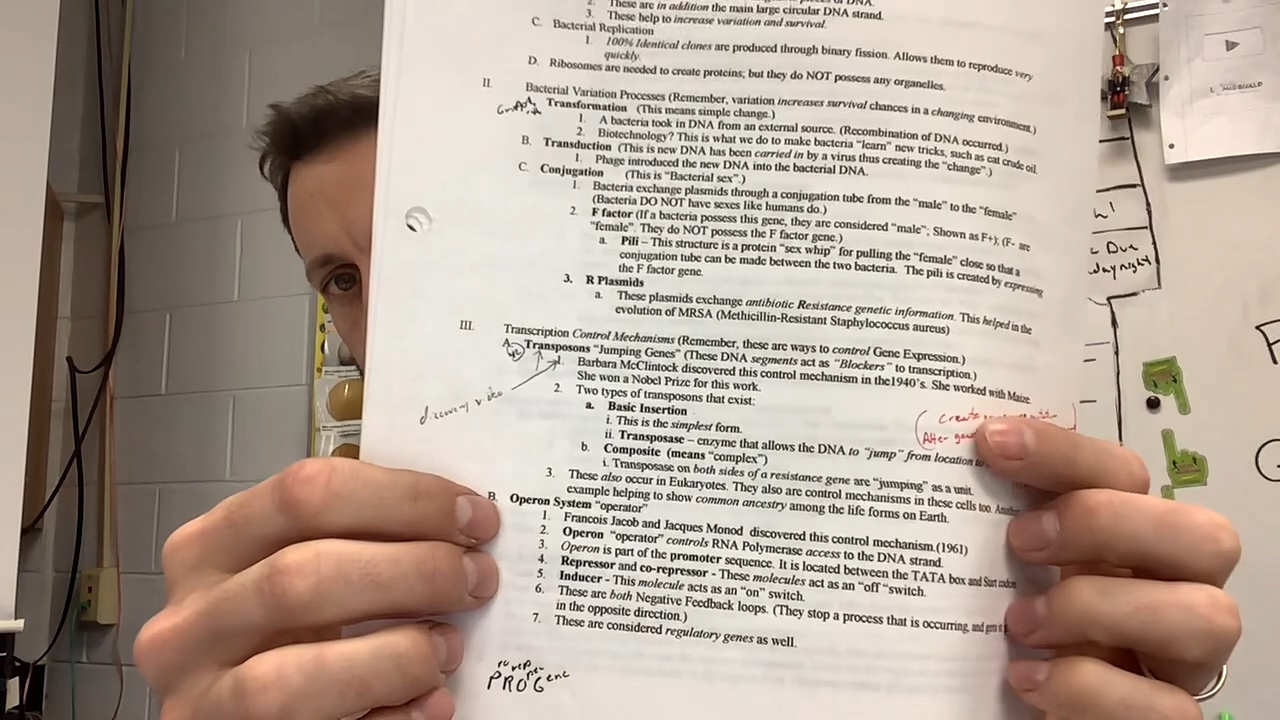 2. These are in addition the main large circular DNA strand.
3. These help to increase variation and survival.
C. Bacterial Replication
1. 100% Identical clones are produced through binary fission. Allows them to reproduce very
quickly
D. Ribosomes are needed to create proteins; but they do NOT possess any organelles.
II. Bacterial Variation Processes (Remember, variation increases survival chances in a changing environment.)
Transformation (This means simple change.)
1. A bacteria took in DNA from an external source. (Recombination of DNA occurred.)
2. Biotechnology? This is what we do to make bacteria “learn” new tricks, such as eat crude oil.
B. Transduction (This is new DNA has been carried in by a virus thus creating the “change”.)
1. Phage introduced the new DNA into the bacterial DNA.
C. Conjugation (This is “Bacterial sex”.)
1. Bacteria exchange plasmids through a conjugation tube from the “male” to the “female”
(Bacteria DO NOT have sexes like humans do.)
2. F factor (If a bacteria possess this gene, they are considered “male”; Shown as F+); (F- are
“female”. They do NOT possess the F factor gene.)
a. Pili – This structure is a protein “sex whip” for pulling the “female” close so that a
conjugation tube can be made between the two bacteria. The pili is created by expressing
the F factor gene.
3. R Plasmids
a. These plasmids exchange antibiotic Resistance genetic information. This helped in the
evolution of MRSA (Methicillin-Resistant Staphylococcus aureus)
III. Transcription Control Mechanisms (Remember, these are ways to control Gene Expression.)
A. Transposons “Jumping Genes” (These DNA segments act as “Blockers” to transcription.)
1. Barbara McClintock discovered this control mechanism in the1940’s. She worked with Maize.
She won a Nobel Prize for this work.
discovery video
2. Two types of transposons that exist:
a. Basic Insertion
i. This is the simplest form.
ii. Transposase – enzyme that allows the DNA to “jump” from location to
Create
Alter
b. Composite (means “complex”)
i. Transposase on both sides of a resistance gene are “jumping” as a unit.
3. These also occur in Eukaryotes. They also are control mechanisms in these cells too. Another
example helping to show common ancestry among the life forms on Earth.
B. Operon System “operator”
1. Francois Jacob and Jacques Monod discovered this control mechanism.(1961)
2. Operon “operator” controls RNA Polymerase access to the DNA strand.
3. Operon is part of the promoter sequence. It is located between the TATA box and Start codon
4. Repressor and co-repressor - These molecules act as an “off “switch.
5. Inducer - This molecule acts as an “on” switch.
6. These are both Negative Feedback loops. (They stop a process that is occurring, and
in the opposite direction.)
7. These are considered regulatory genes as well.
PROGene
Due
night
McDONALD